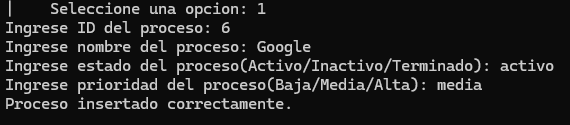 |    Seleccione una opcion: 1
Ingrese ID del proceso: 6
Ingrese nombre del proceso: Google
Ingrese estado del proceso(Activo/Inactivo/Terminado): activo
Ingrese prioridad del proceso(Baja/Media/Alta): media
Proceso insertado correctamente.